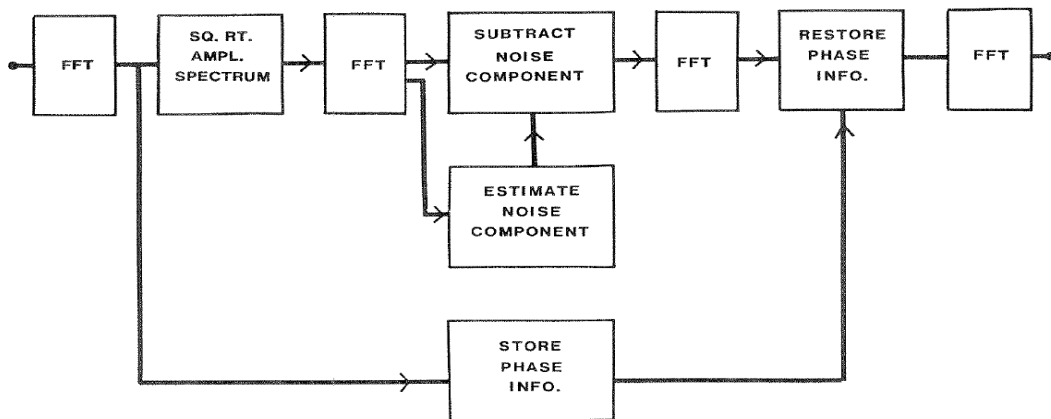 FFT
SQ. RT.
AMPL.
SPECTRUM
FFT
SUBTRACT
NOISE
COMPONENT
FFT
RESTORE
PHASE
INFO.
FFT
ESTIMATE
NOISE
COMPONENT
STORE
PHASE
INFO.